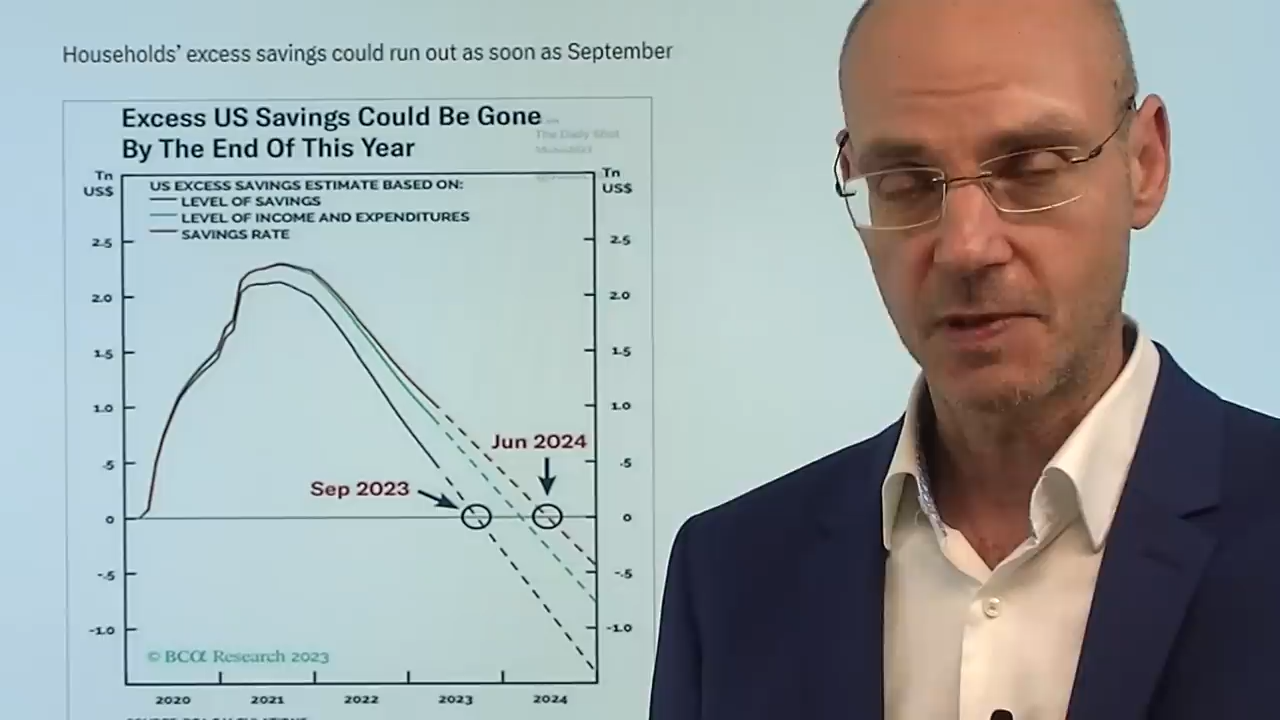 Households' excess savings could run out as soon as September
Excess US Savings Could Be Gone
By The End Of This Year
The Daily Shot
Tn
US$
Tn
US$
US EXCESS SAVINGS ESTIMATE BASED ON:
LEVEL OF SAVINGS
LEVEL OF INCOME AND EXPENDITURES
SAVINGS RATE
2.5
2.5
2.0
2.0
1.5
1.5
1.0
1.0
Jun 2024
.5
.5
Sep 2023
0
0
-.5
-.5
-1.0
-1.0
© BCα Research 2023
2020
2021
2022
2023
2024